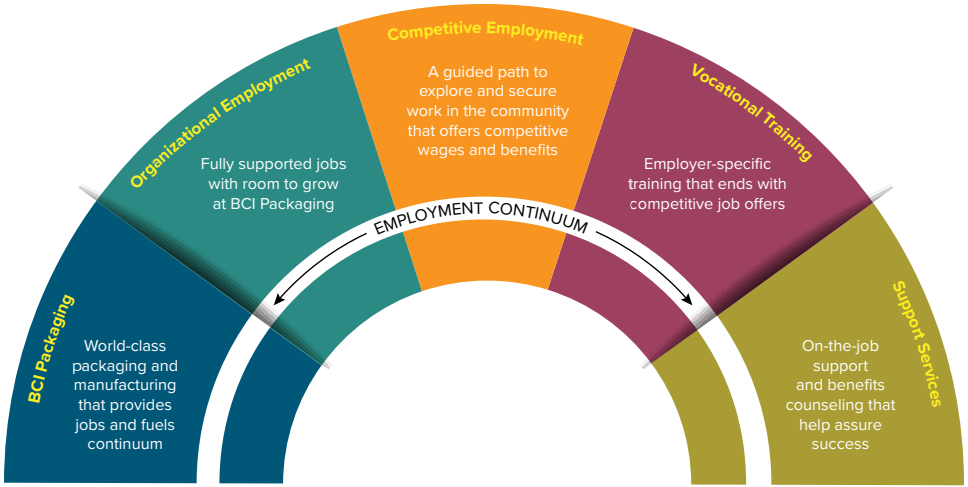 BCI Packaging
World-class
packaging and
manufacturing
that provides
jobs and fuels
continuum
Organizational Employment
Fully supported jobs
with room to grow
at BCI Packaging
Competitive Employment
A guided path to
explore and secure
work in the community
that offers competitive
wages and benefits
Vocational Training
Employer-specific
training that ends with
competitive job offers
Support Services
On-the-job
support
and benefits
counseling that
help assure
success
EMPLOYMENT CONTINUUM